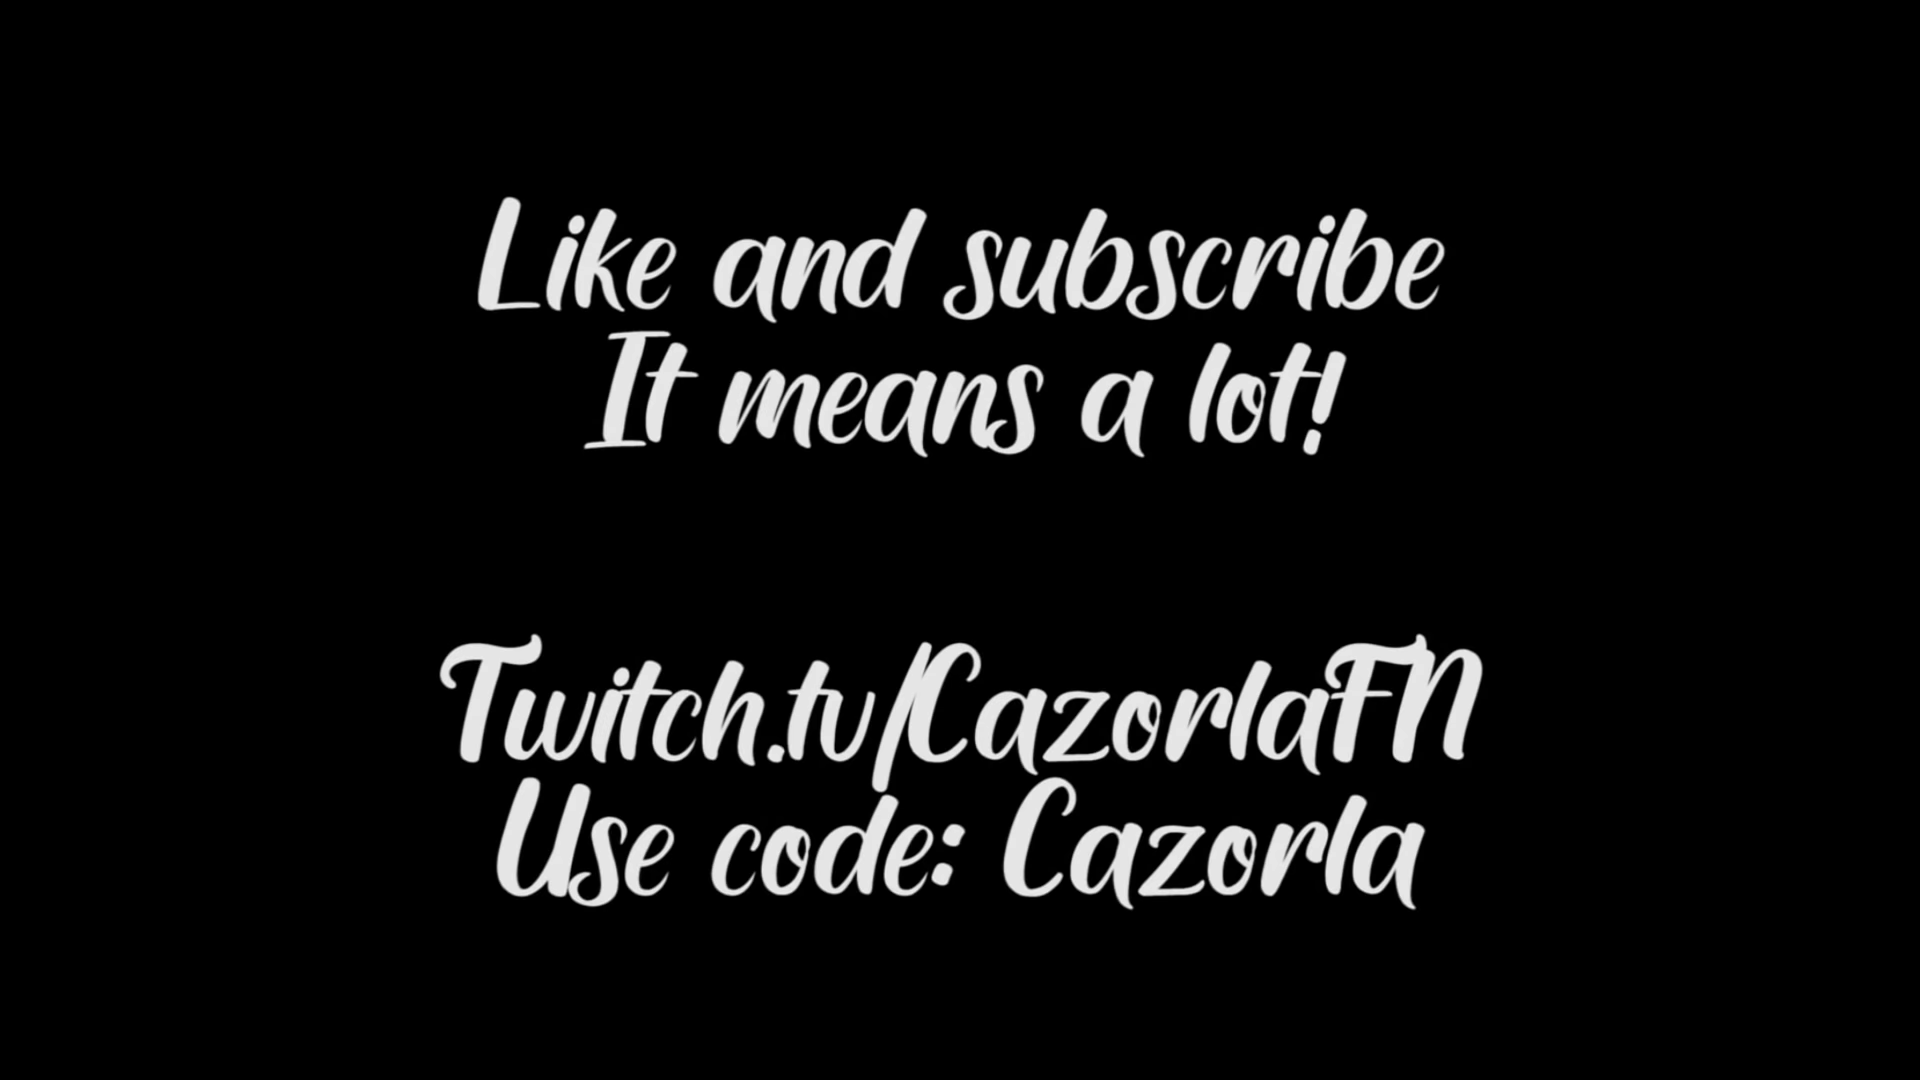 Like and subscribe
It means a lot!
Twitch.tv/CazorlaFN
Use code: Cazorla